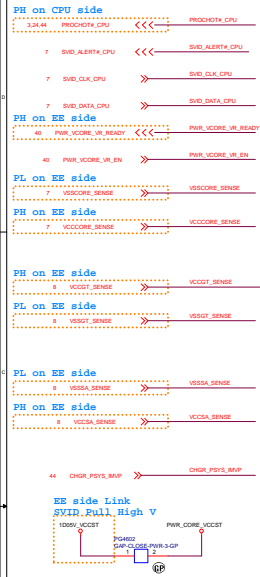 PH on CPU side
3,24,44 PROCHOT#_CPU <<< PROCHOT#_CPU
7 SVID_ALERT#_CPU <<< SVID_ALERT#_CPU
7 SVID_CLK_CPU >> SVID_CLK_CPU
D
7 SVID_DATA_CPU >> SVID_DATA_CPU
PH on EE side
40 PWR_VCORE_VR_READY <<< PWR_VCORE_VR_READY
40 PWR_VCORE_VR_EN >> PWR_VCORE_VR_EN
PL on EE side
7 VSSCORE_SENSE >> VSSCORE_SENSE
PH on EE side
7 VCCCORE_SENSE >> VCCCORE_SENSE
PH on EE side
8 VCCGT_SENSE >> VCCGT_SENSE
PL on EE side
8 VSSGT_SENSE >> VSSGT_SENSE
PL on EE side
C
8 VSSSA_SENSE >> VSSSA_SENSE
PH on EE side
8 VCCSA_SENSE >> VCCSA_SENSE
44 CHGR_PSYS_IMVP >> CHGR_PSYS_IMVP
EE side Link
SVID Pull High V
1D05V_VCCST PWR_CORE_VCCST
PG4602
GAP-CLOSE-PWR-3-GP
1 2
GP